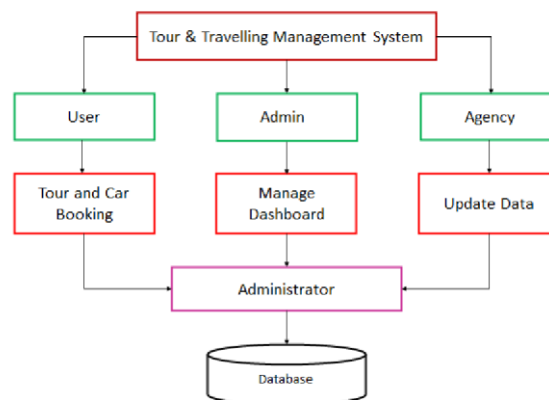 Tour & Travelling Management System
User
Admin
Agency
Tour and Car
Booking
Manage
Dashboard
Update Data
Administrator
Database